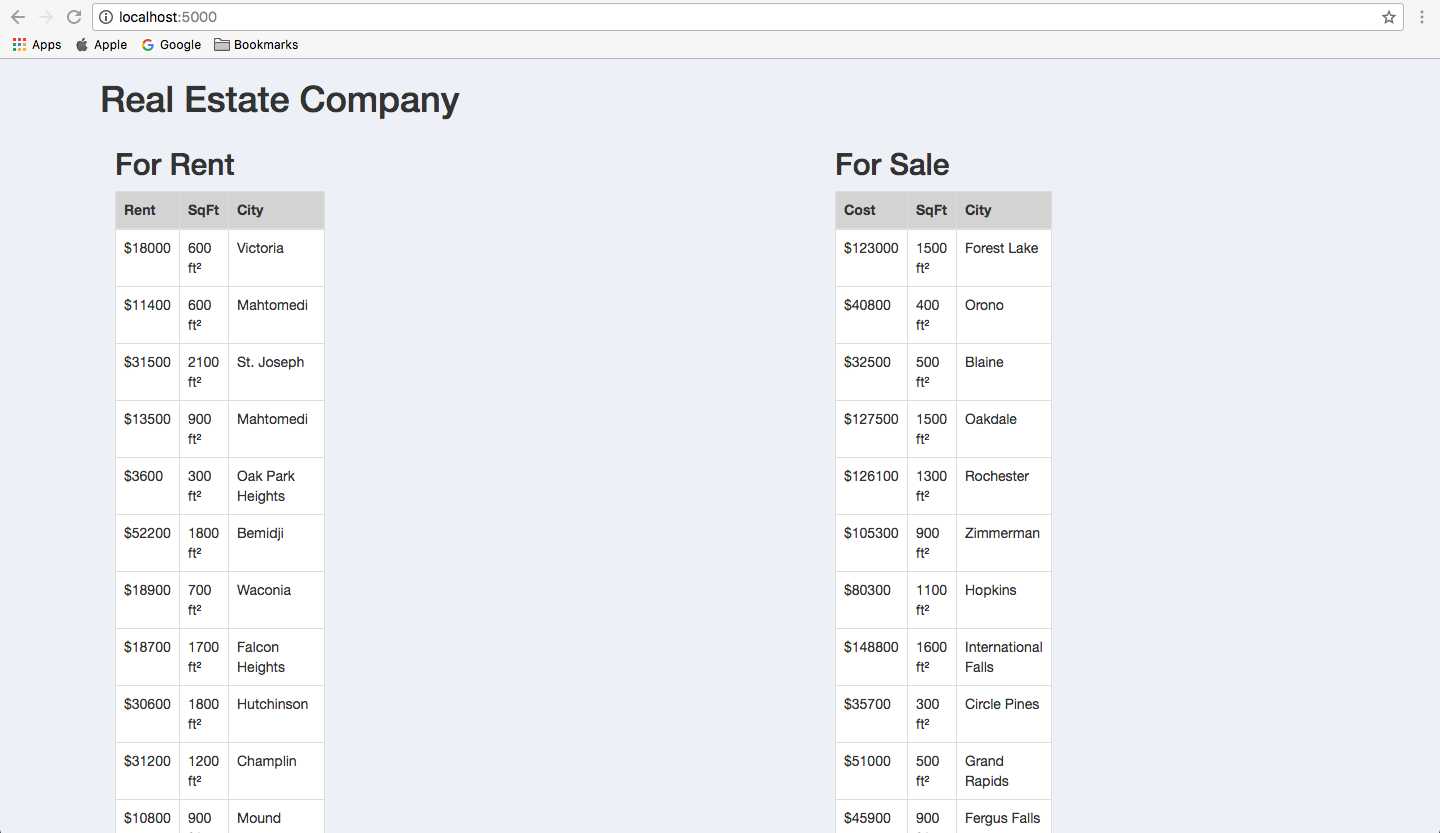 localhost:5000
Apps Apple Google Bookmarks
Real Estate Company
For Rent
Rent SqFt City
$18000 600 Victoria
ft²
$11400 600 Mahtomedi
ft²
$31500 2100 St. Joseph
ft²
$13500 900 Mahtomedi
ft²
$3600 300 Oak Park
ft² Heights
$52200 1800 Bemidji
ft²
$18900 700 Waconia
ft²
$18700 1700 Falcon
ft² Heights
$30600 1800 Hutchinson
ft²
$31200 1200 Champlin
ft²
$10800 900 Mound
For Sale
Cost SqFt City
$123000 1500 Forest Lake
ft²
$40800 400 Orono
ft²
$32500 500 Blaine
ft²
$127500 1500 Oakdale
ft²
$126100 1300 Rochester
ft²
$105300 900 Zimmerman
ft²
$80300 1100 Hopkins
ft²
$148800 1600 International
ft² Falls
$35700 300 Circle Pines
ft²
$51000 500 Grand
ft² Rapids
$45900 900 Fergus Falls